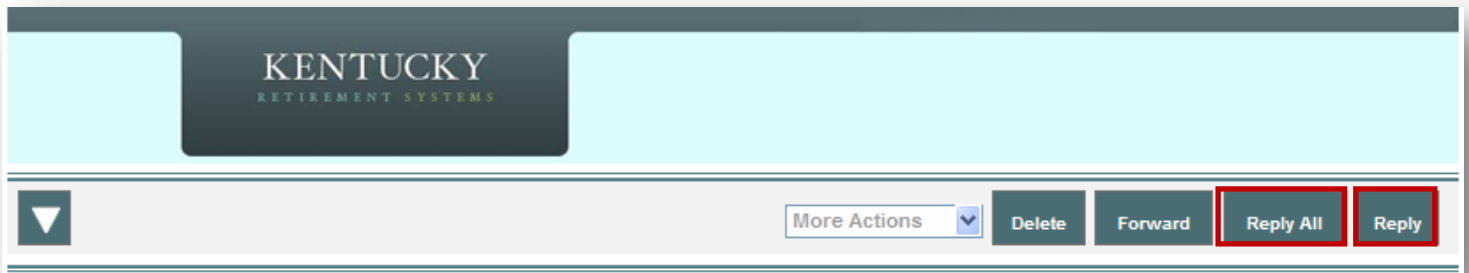 KENTUCKY
RETIREMENT SYSTEMS
More Actions Delete Forward Reply All Reply